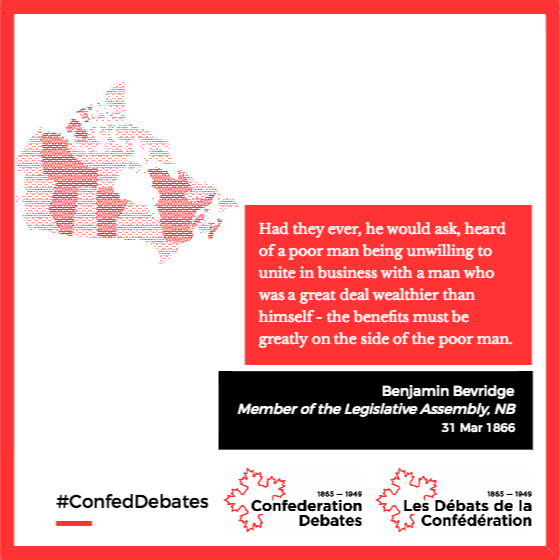 Had they ever, he would ask, heard
of a poor man being unwilling to
unite in business with a man who
was a great deal wealthier than
himself - the benefits must be
greatly on the side of the poor man.
Benjamin Bevridge
Member of the Legislative Assembly, NB
31 Mar 1866
#ConfedDebates
1865 — 1949
Confederation
Debates
1865 — 1949
Les Débats de la
Confédération